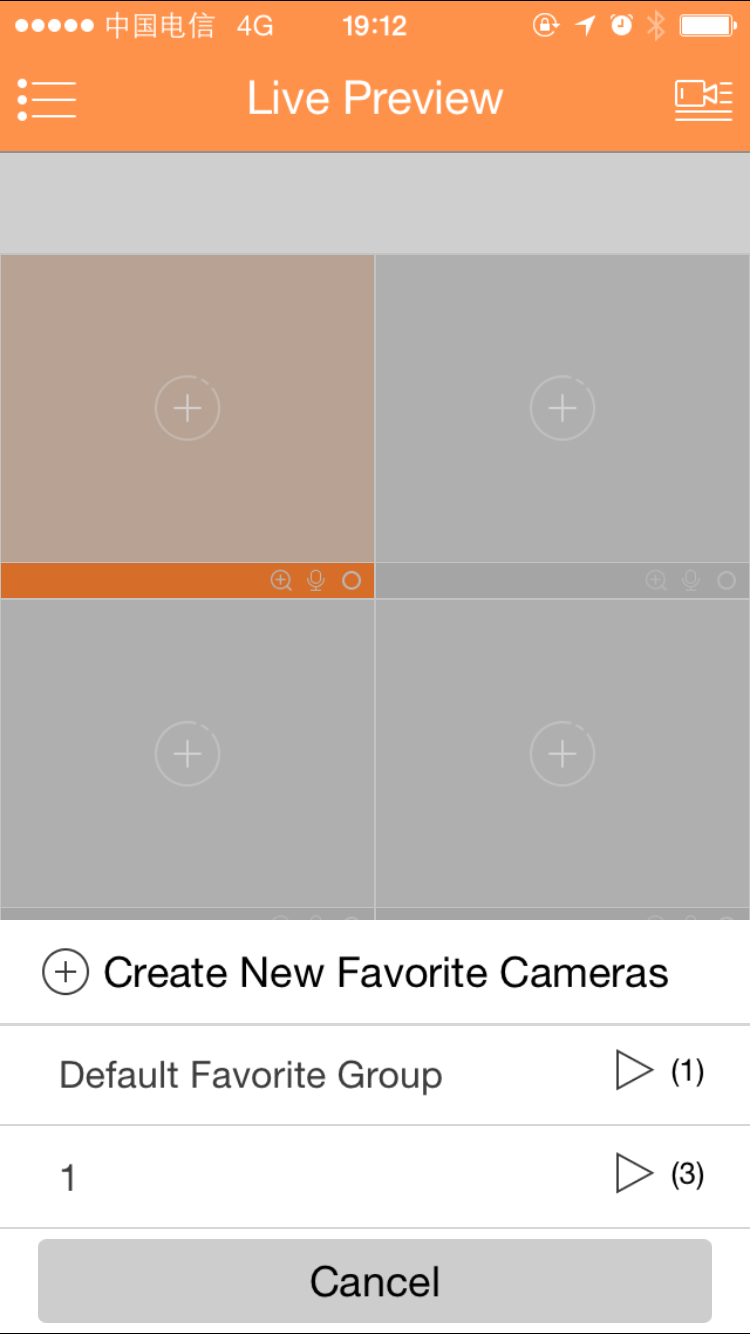 中国电信 4G 19:12
Live Preview
Create New Favorite Cameras
Default Favorite Group (1)
1 (3)
Cancel